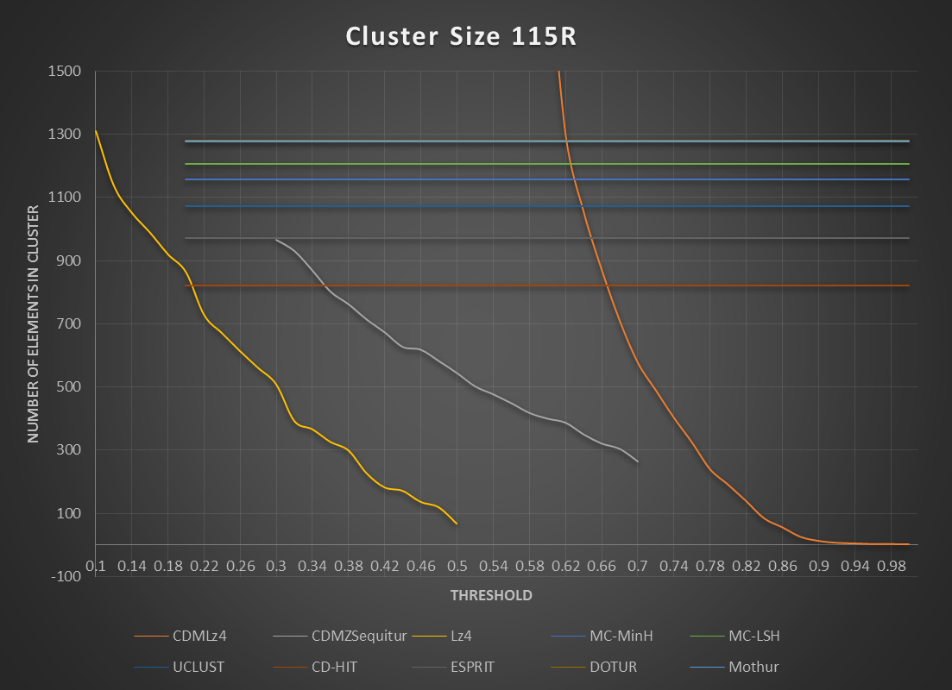 Cluster Size 115R
1500
1300
1100
900
700
500
300
100
-100
NUMBER OF ELEMENTS IN CLUSTER
0.1 0.14 0.18 0.22 0.26 0.3 0.34 0.38 0.42 0.46 0.5 0.54 0.58 0.62 0.66 0.7 0.74 0.78 0.82 0.86 0.9 0.94 0.98
THRESHOLD
CDMLz4 CDMZSequitur Lz4 MC-MinH MC-LSH
UCLUST CD-HIT ESPRIT DOTUR Mothur